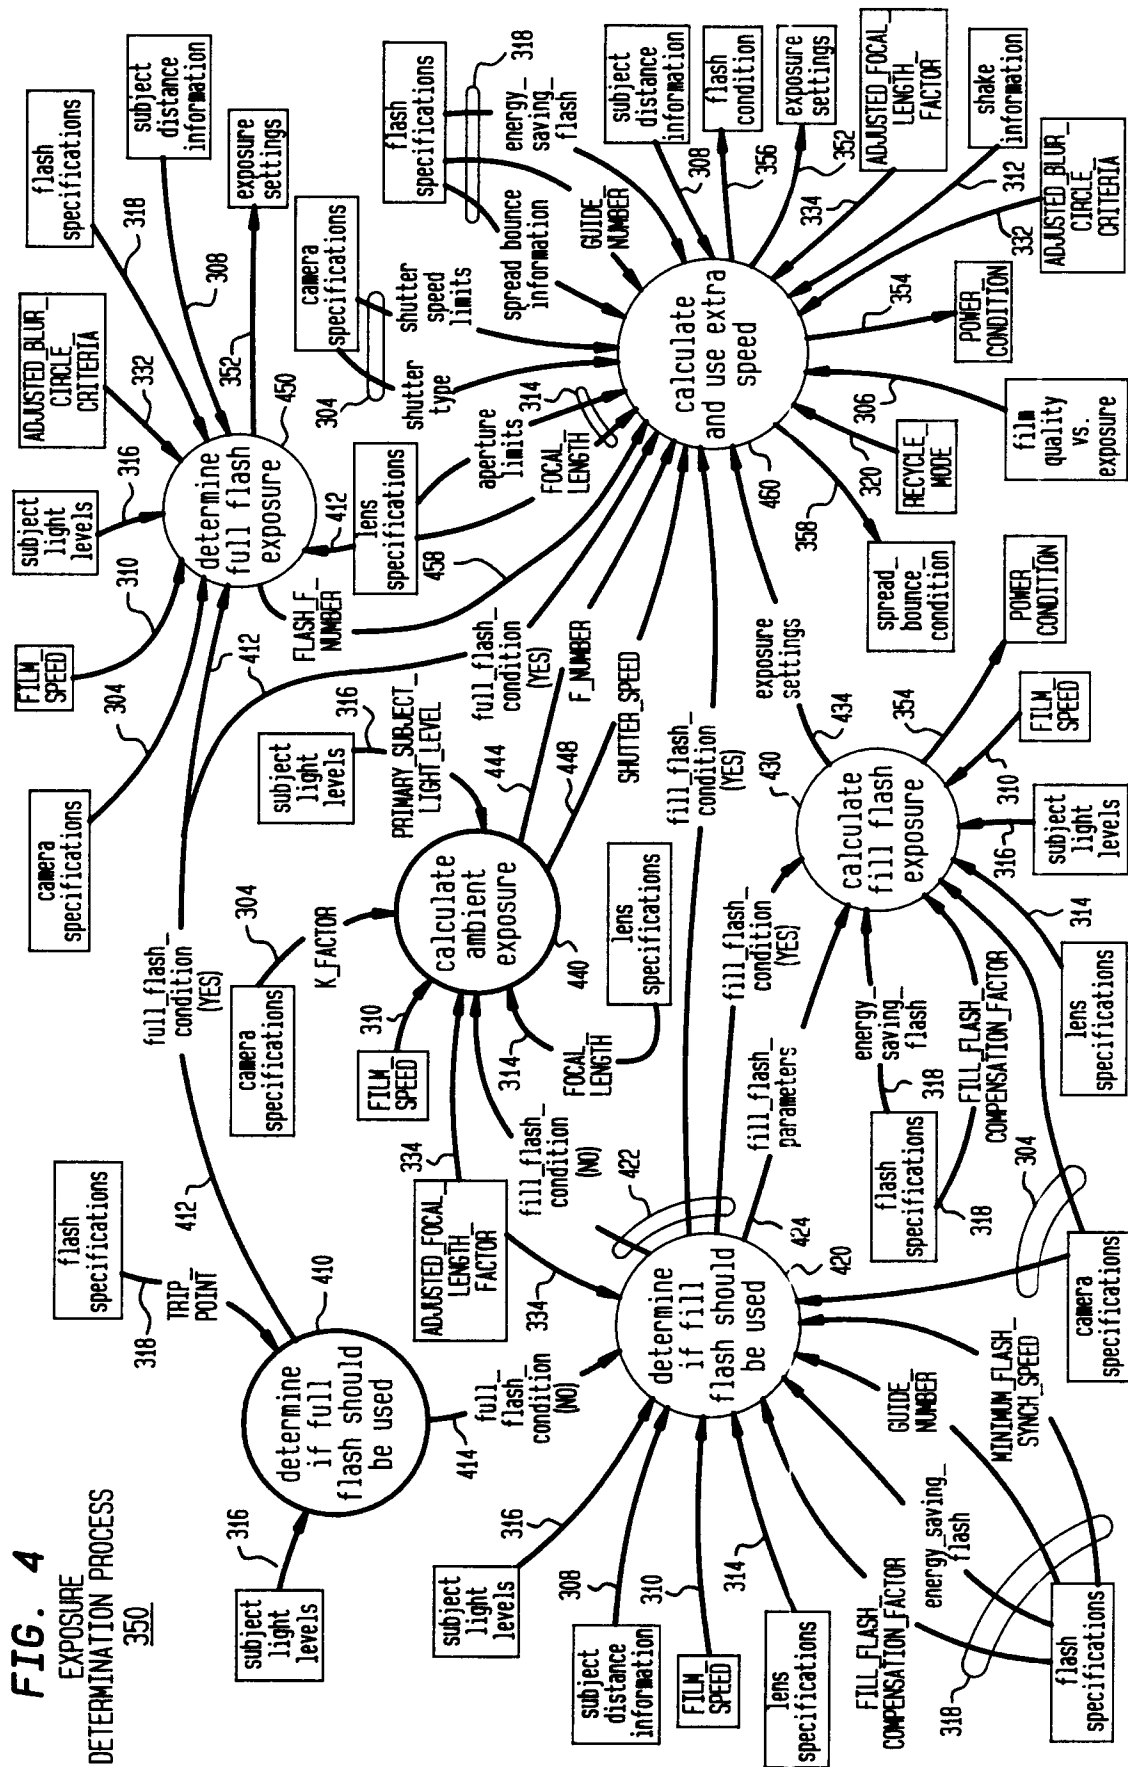 FIG. 4
EXPOSURE
DETERMINATION PROCESS
350
subject
light
levels
316
determine
if full
flash should
be used
410
flash
specifications
318
TRIP_
POINT
412
full_flash_
condition
(YES)
414
full_
flash_
condition
(NO)
camera
specifications
304
FILM_
SPEED
310
subject
light
levels
316
ADJUSTED_BLUR_
CIRCLE_
CRITERIA
332
flash
specifications
318
subject
distance
information
308
exposure
settings
352
determine
full flash
exposure
450
412
412
412
FLASH_F_
NUMBER
458
full_flash_
condition
(YES)
camera
specifications
304
K_FACTOR
FILM_
SPEED
310
subject
light
levels
316
PRIMARY_SUBJECT_
LIGHT_LEVEL
calculate
ambient
exposure
440
444
F_NUMBER
448
SHUTTER_SPEED
lens
specifications
FOCAL_
LENGTH
314
ADJUSTED_FOCAL_
LENGTH_
FACTOR
334
334
fill_flash_
condition
(NO)
422
subject
light
levels
316
subject
distance
information
308
FILM_
SPEED
310
lens
specifications
314
determine
if fill
flash should
be used
420
424
fill_flash_
parameters
fill_flash_
condition
(YES)
fill_flash_
condition
(YES)
flash
specifications
318
FILL_FLASH_
COMPENSATION_FACTOR
energy_saving_
flash
GUIDE_
NUMBER
MINIMUM_FLASH_
SYNCH_SPEED
camera
specifications
304
flash
specifications
318
energy_
saving_
flash
318
FILL_FLASH_
COMPENSATION_FACTOR
lens
specifications
314
subject
light
levels
316
FILM_
SPEED
310
POWER_
CONDITION
354
calculate
fill flash
exposure
430
434
exposure
settings
lens
specifications
aperture
limits
FOCAL_
LENGTH
314
camera
specifications
304
shutter
type
shutter
speed
limits
flash
specifications
318
spread bounce
information
GUIDE_
NUMBER
energy_
saving_
flash
calculate
and use extra
speed
460
subject
distance
information
308
flash
condition
356
exposure
settings
352
ADJUSTED_FOCAL_
LENGTH_
FACTOR
334
shake
information
312
ADJUSTED_BLUR_
CIRCLE_
CRITERIA
332
POWER_
CONDITION
354
film
quality
vs.
exposure
306
RECYCLE_
MODE
320
spread_
bounce_
condition
358